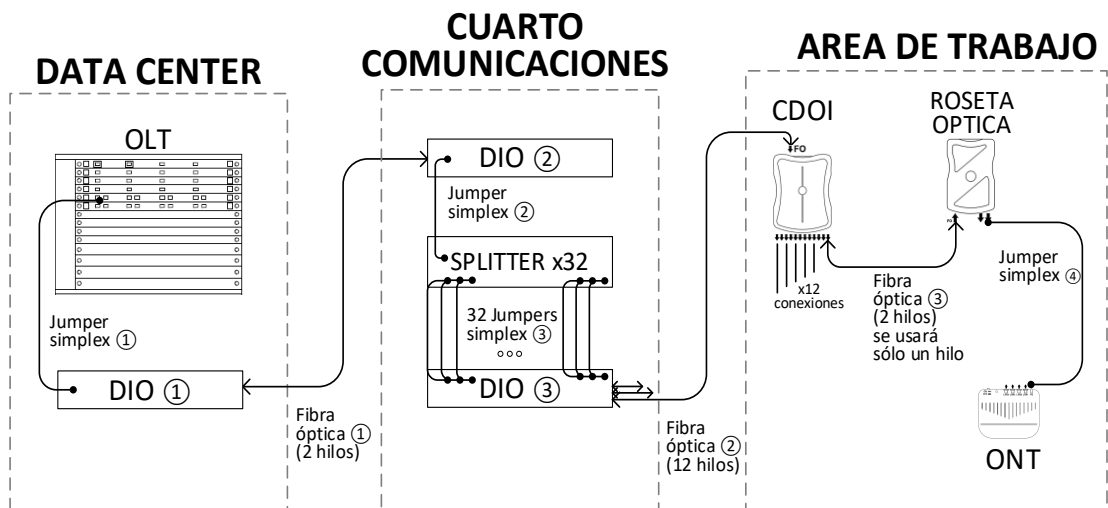 DATA CENTER
OLT
Jumper
simplex ①
DIO ①
Fibra
óptica ①
(2 hilos)
CUARTO
COMUNICACIONES
DIO ②
Jumper
simplex ②
SPLITTER x32
32 Jumpers
simplex ③
DIO ③
Fibra
óptica ②
(12 hilos)
AREA DE TRABAJO
CDOI
FO
x12
conexiones
ROSETA
OPTICA
FO
Fibra
óptica ③
(2 hilos)
se usará
sólo un hilo
Jumper
simplex ④
ONT